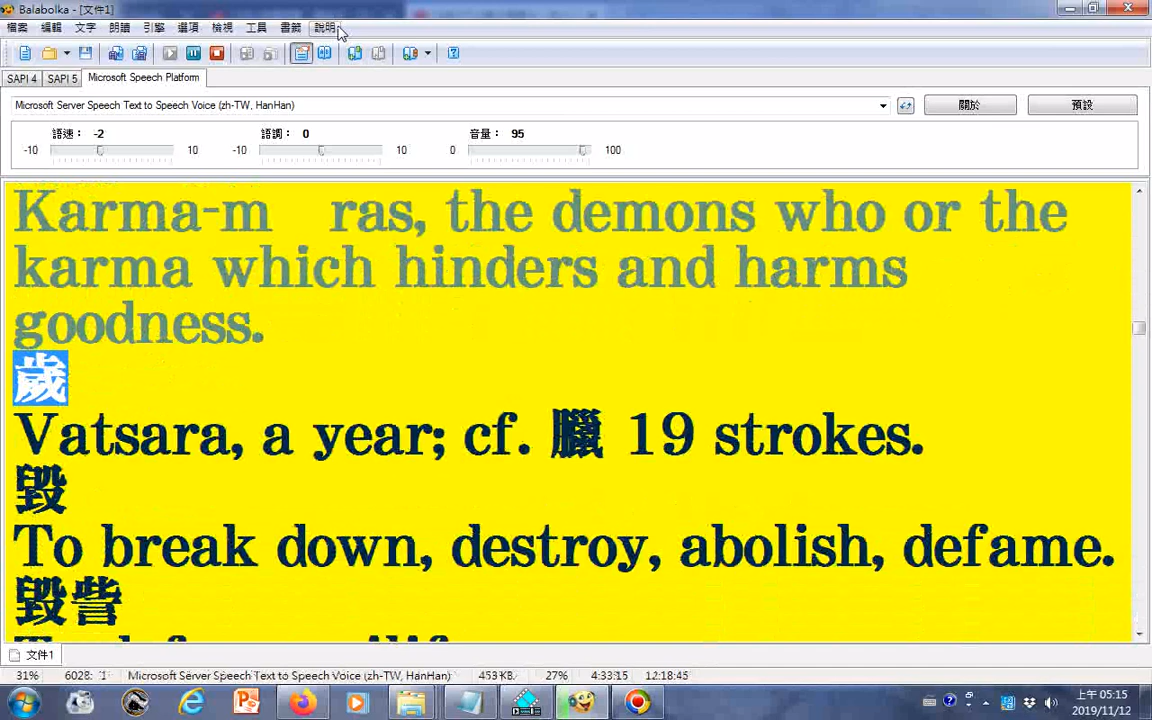 Balabolka - [文件1]
檔案 編輯 文字 朗讀 引擎 選項 檢視 工具 書籤 說明
SAPI 4 SAPI 5 Microsoft Speech Platform
Microsoft Server Speech Text to Speech Voice (zh-TW, HanHan) 關於 預設
語速： -2 語調： 0 音量： 95
-10 10 -10 10 0 100
Karma-m ras, the demons who or the
karma which hinders and harms
goodness.
歲
Vatsara, a year; cf. 臘 19 strokes.
毀
To break down, destroy, abolish, defame.
毀呰
文件1
31% 6028: 1 Microsoft Server Speech Text to Speech Voice (zh-TW, HanHan) 453 KB 27% 4:33:15 12:18:45
上午 05:15
2019/11/12